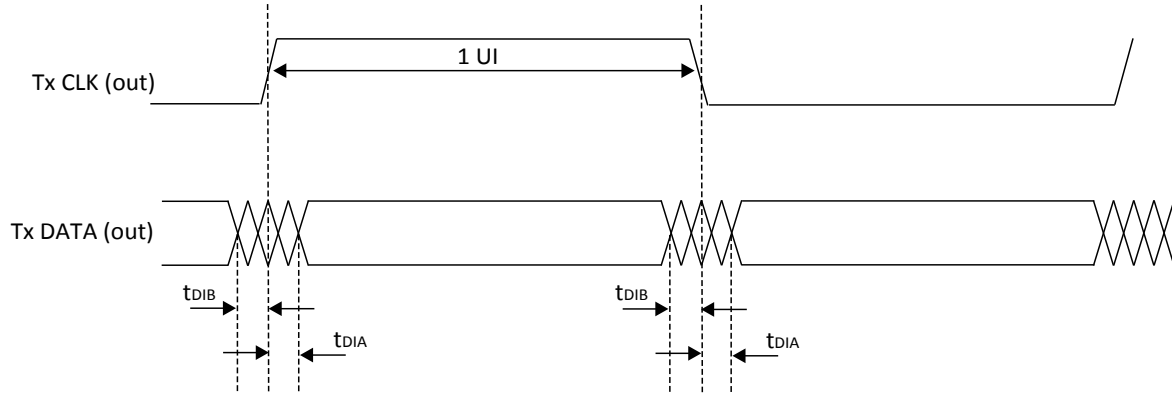 1 UI
Tx CLK (out)
Tx DATA (out)
tDIB
tDIB
tDIA
tDIA